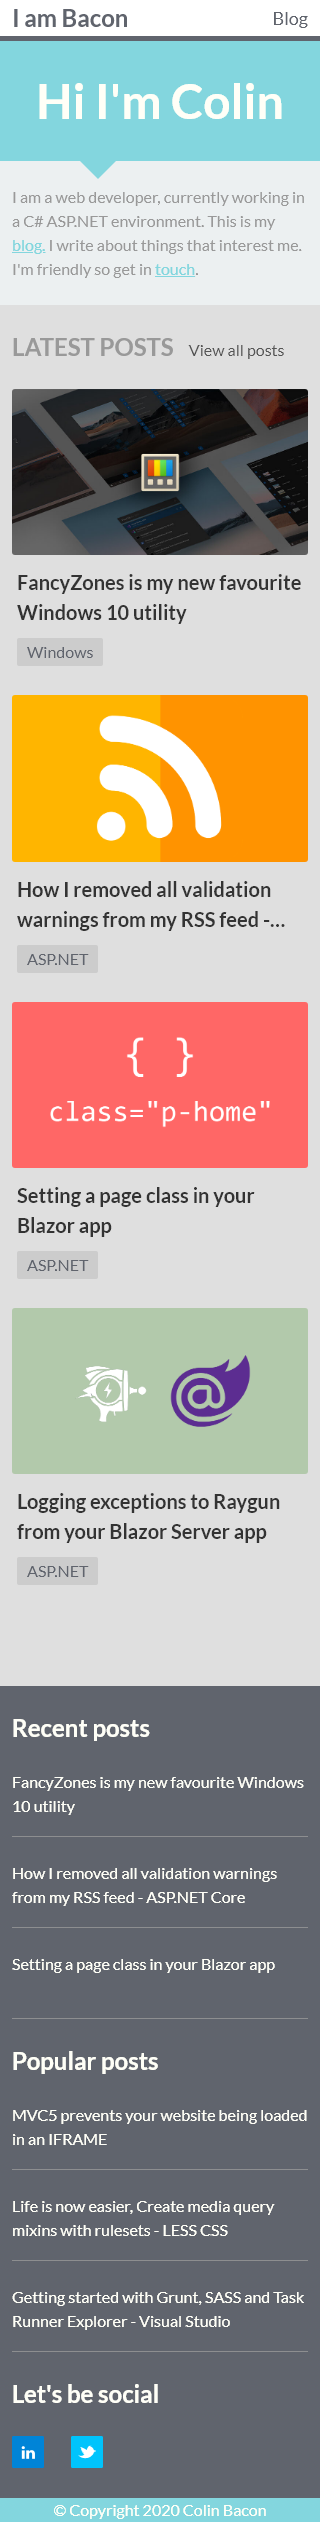 I am Bacon
Blog
Hi I'm Colin
I am a web developer, currently working in
a C# ASP.NET environment. This is my
blog. I write about things that interest me.
I'm friendly so get in touch.
LATEST POSTS View all posts
FancyZones is my new favourite
Windows 10 utility
Windows
How I removed all validation
warnings from my RSS feed -...
ASP.NET
{ }
class="p-home"
Setting a page class in your
Blazor app
ASP.NET
@
Logging exceptions to Raygun
from your Blazor Server app
ASP.NET
Recent posts
FancyZones is my new favourite Windows
10 utility
How I removed all validation warnings
from my RSS feed - ASP.NET Core
Setting a page class in your Blazor app
Popular posts
MVC5 prevents your website being loaded
in an IFRAME
Life is now easier, Create media query
mixins with rulesets - LESS CSS
Getting started with Grunt, SASS and Task
Runner Explorer - Visual Studio
Let's be social
in
© Copyright 2020 Colin Bacon